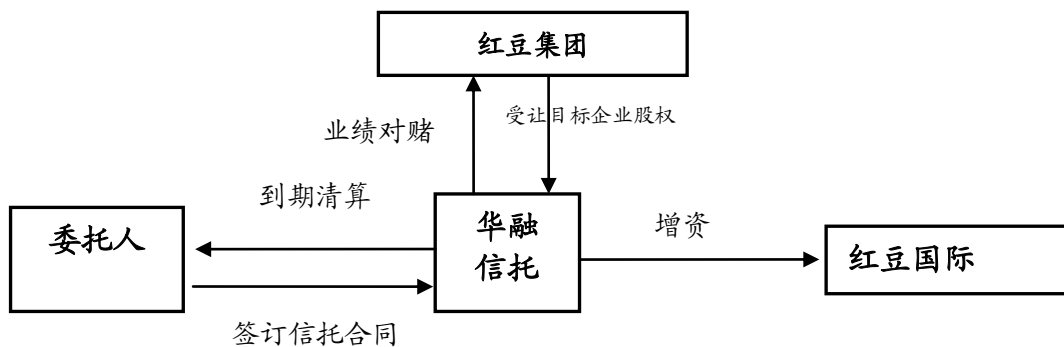 红豆集团
业绩对赌
受让目标企业股权
到期清算
委托人
华融
信托
增资
红豆国际
签订信托合同